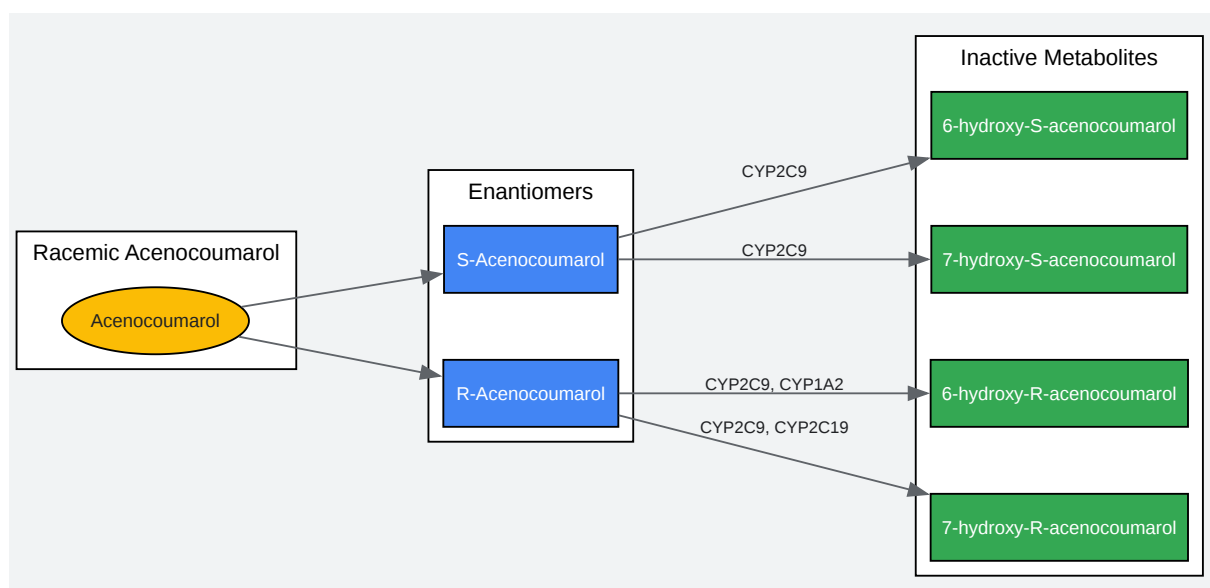 Racemic Acenocoumarol
Acenocoumarol
Enantiomers
S-Acenocoumarol
R-Acenocoumarol
CYP2C9
CYP2C9
CYP2C9, CYP1A2
CYP2C9, CYP2C19
Inactive Metabolites
6-hydroxy-S-acenocoumarol
7-hydroxy-S-acenocoumarol
6-hydroxy-R-acenocoumarol
7-hydroxy-R-acenocoumarol